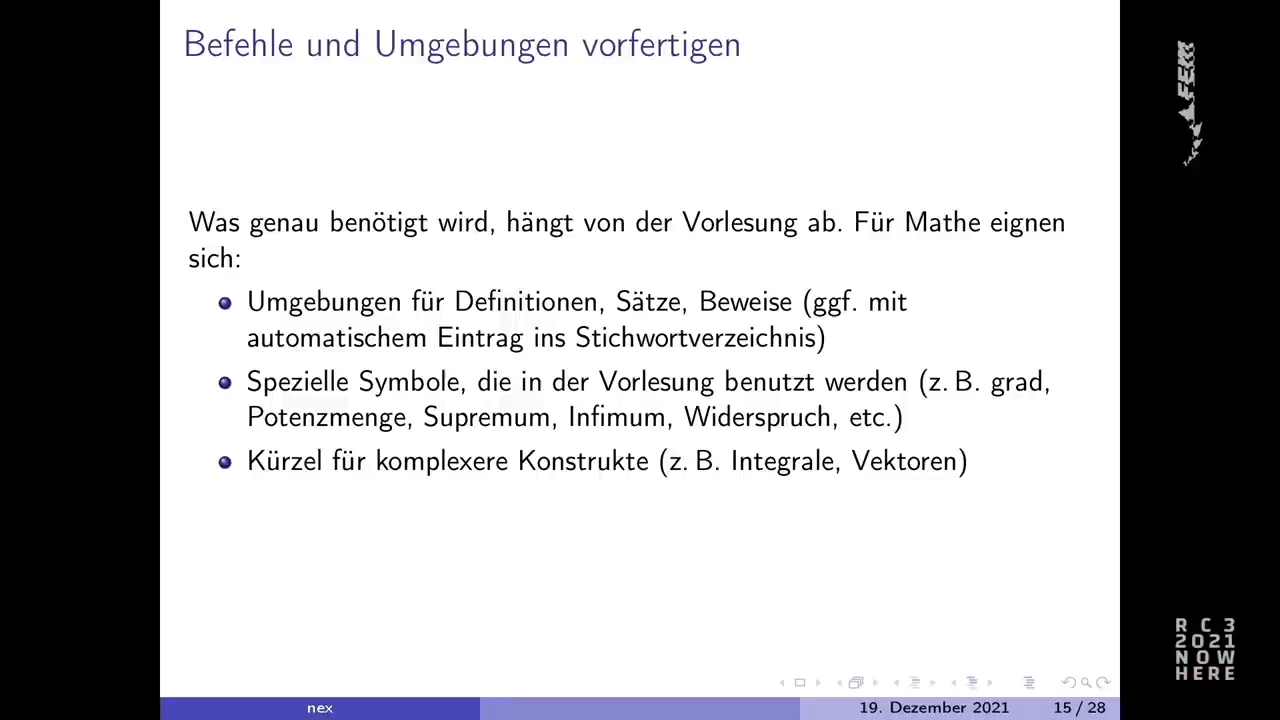 Befehle und Umgebungen vorfertigen
Was genau benötigt wird, hängt von der Vorlesung ab. Für Mathe eignen
sich:
Umgebungen für Definitionen, Sätze, Beweise (ggf. mit
automatischem Eintrag ins Stichwortverzeichnis)
Spezielle Symbole, die in der Vorlesung benutzt werden (z. B. grad,
Potenzmenge, Supremum, Infimum, Widerspruch, etc.)
Kürzel für komplexere Konstrukte (z. B. Integrale, Vektoren)
nex
19. Dezember 2021
15 / 28
FEM
RC3
2021
NOW
HERE